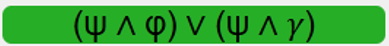 (ψ ∧ φ) ∨ (ψ ∧ γ)